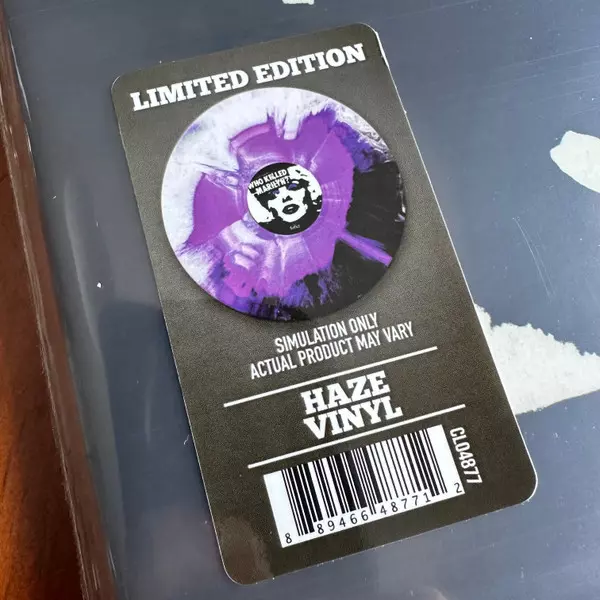 LIMITED EDITION
WHO KILLED
MARILYN?
SIMULATION ONLY
ACTUAL PRODUCT MAY VARY
HAZE
VINYL
CLO4877
8 89466 48771 2